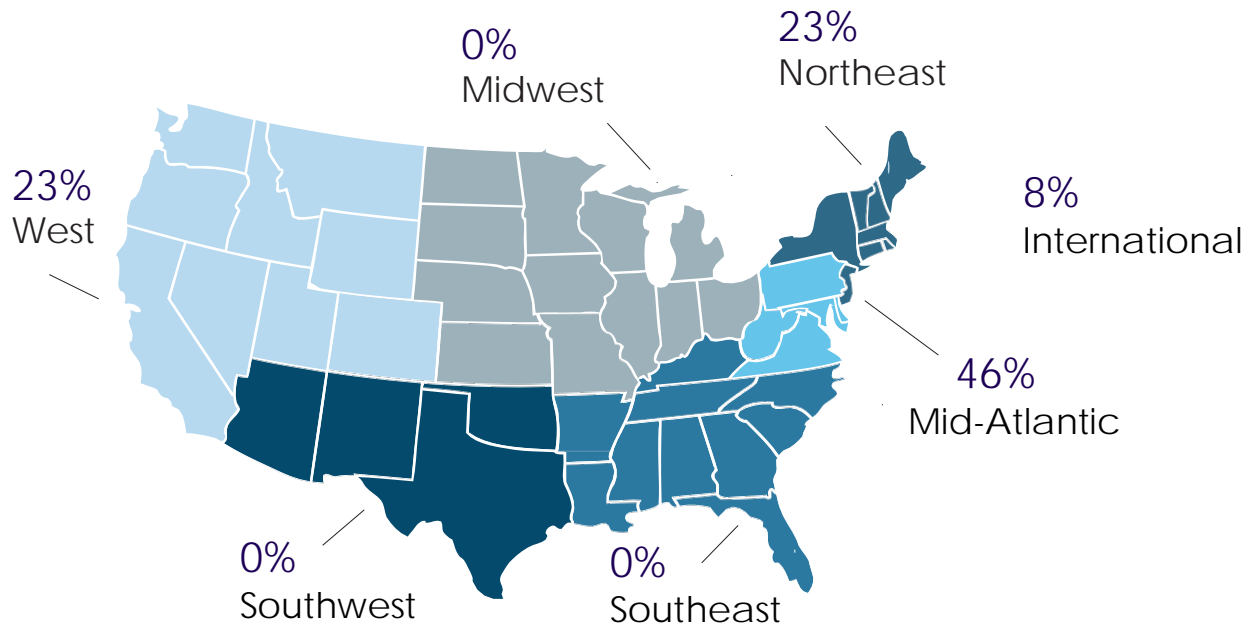 0%
Midwest
23%
Northeast
23%
West
8%
International
46%
Mid-Atlantic
0%
Southwest
0%
Southeast